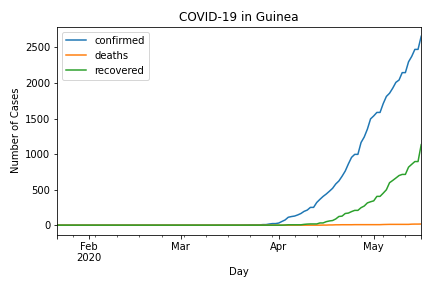 COVID-19 in Guinea
confirmed
deaths
recovered
Number of Cases
2500
2000
1500
1000
500
0
Feb
2020
Mar
Apr
May
Day